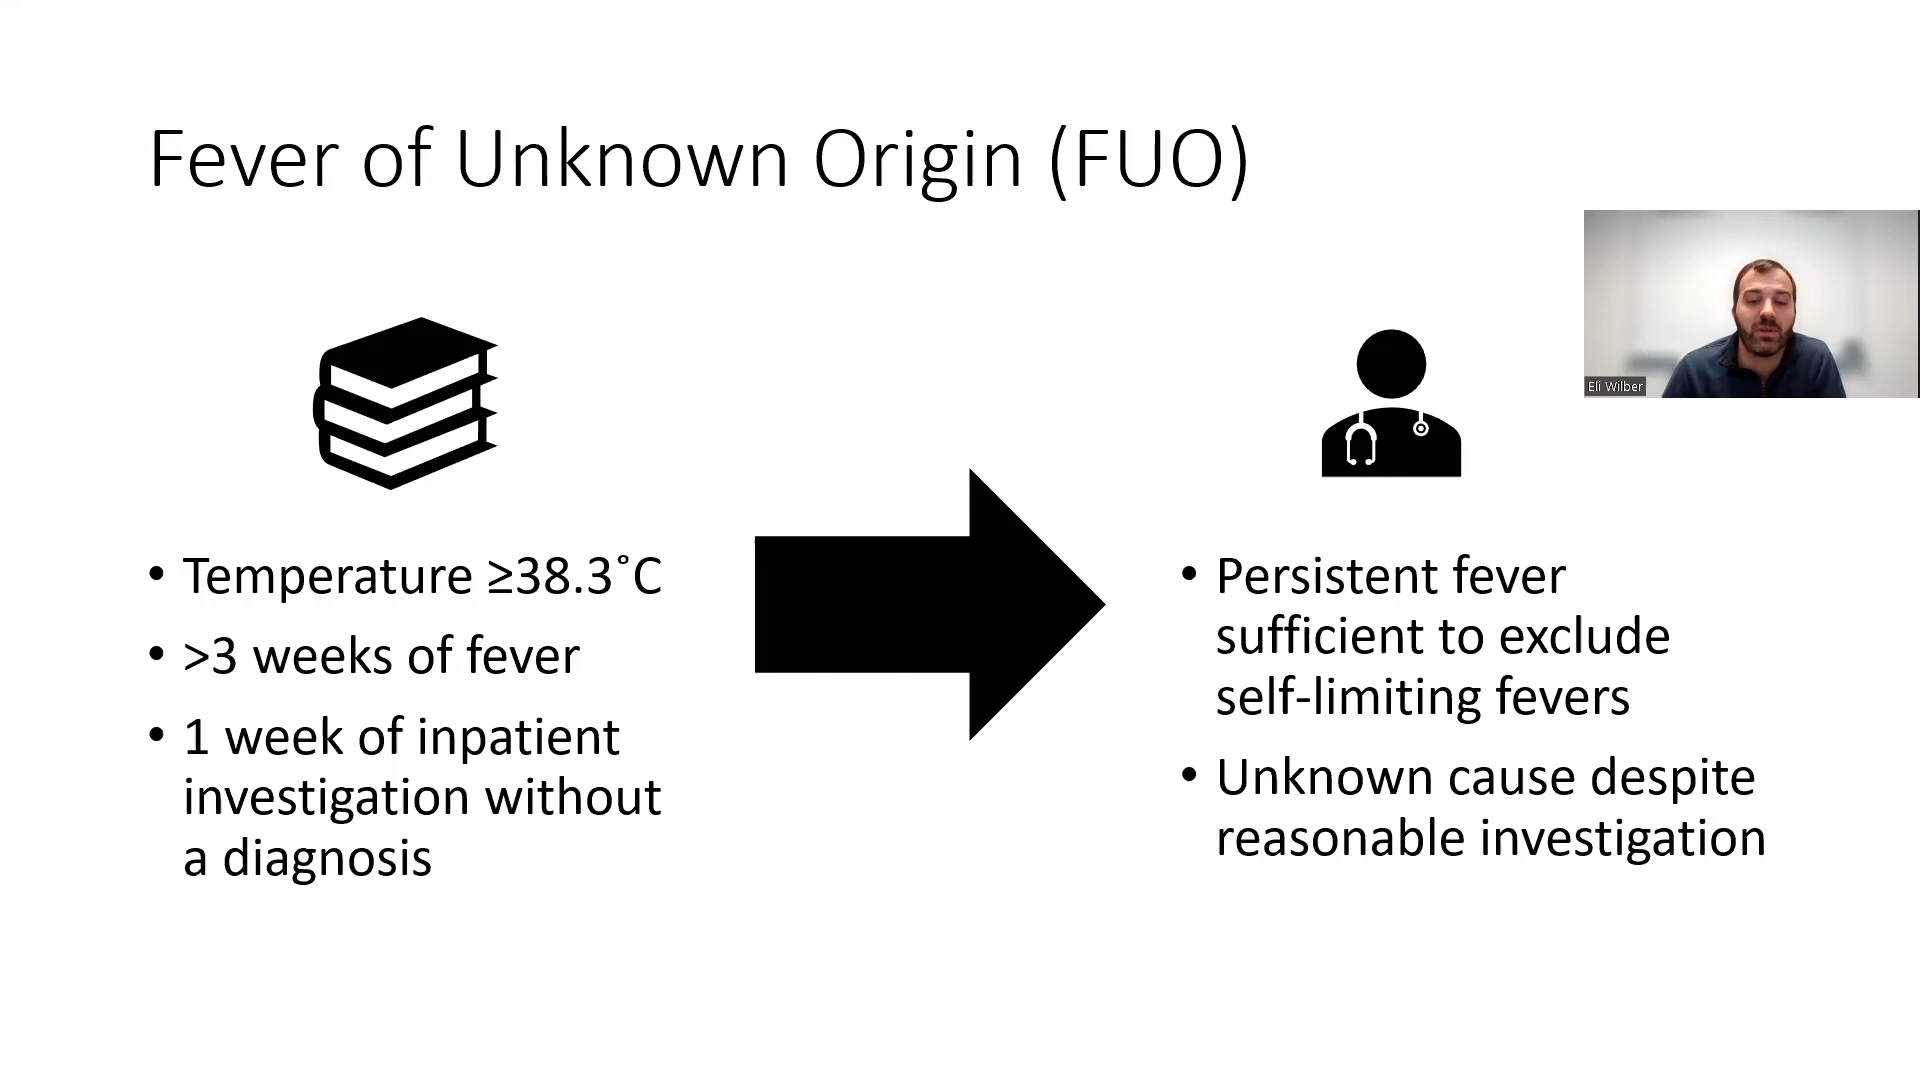 Fever of Unknown Origin (FUO)
Eli Wilber
• Temperature ≥38.3˚C
• >3 weeks of fever
• 1 week of inpatient
investigation without
a diagnosis
• Persistent fever
sufficient to exclude
self-limiting fevers
• Unknown cause despite
reasonable investigation